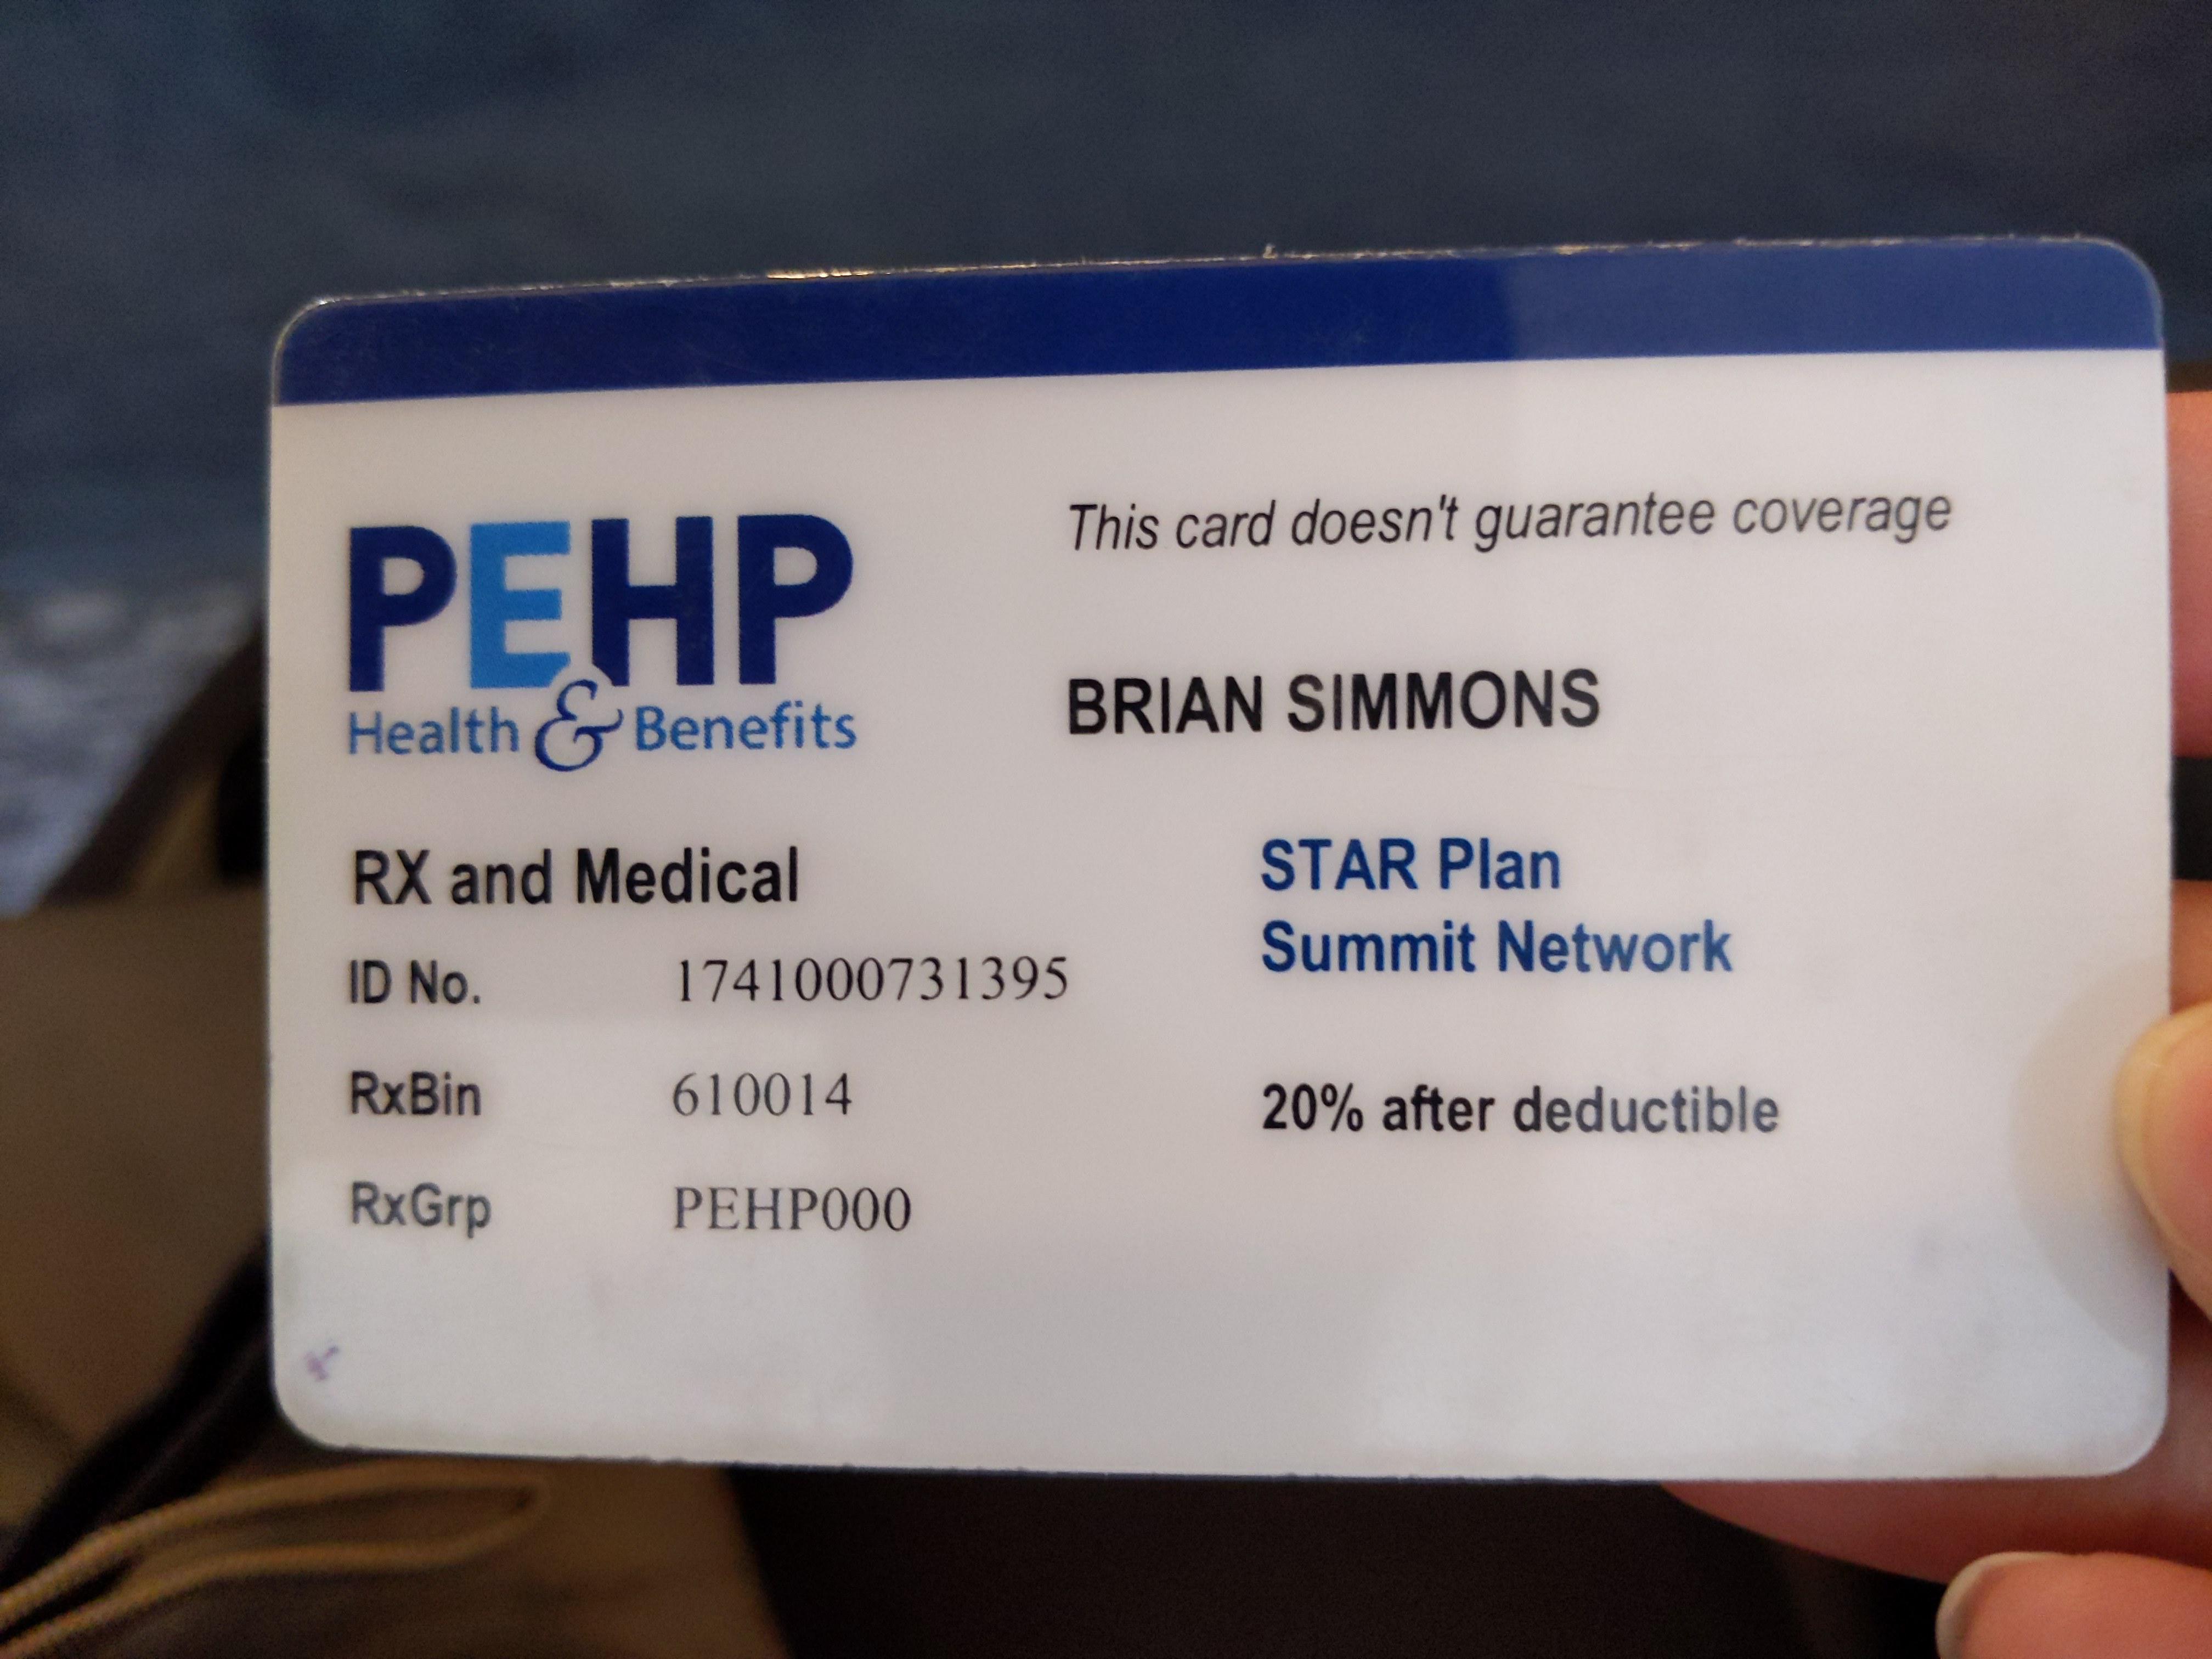 PEHP
Health & Benefits
This card doesn't guarantee coverage
BRIAN SIMMONS
RX and Medical
ID No. 1741000731395
RxBin 610014
RxGrp PEHP000
STAR Plan
Summit Network
20% after deductible